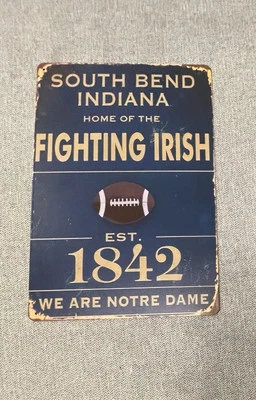 SOUTH BEND
INDIANA
HOME OF THE
FIGHTING IRISH
EST.
1842
WE ARE NOTRE DAME